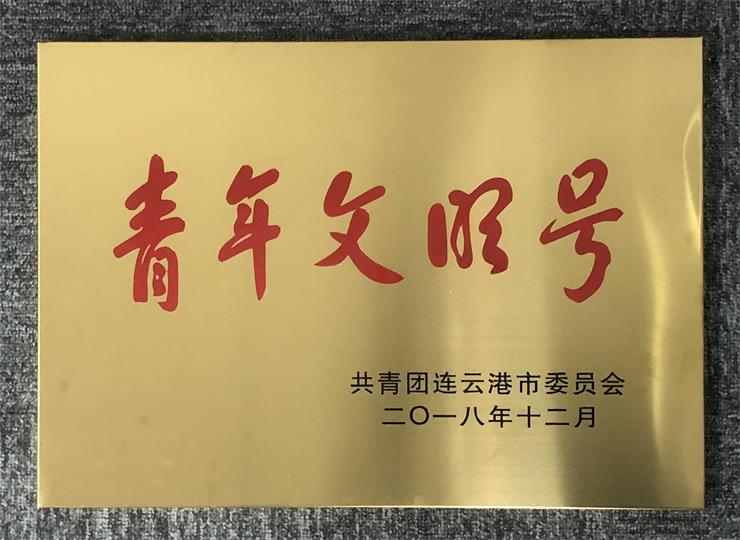 青年文明号
共青团连云港市委员会
二〇一八年十二月